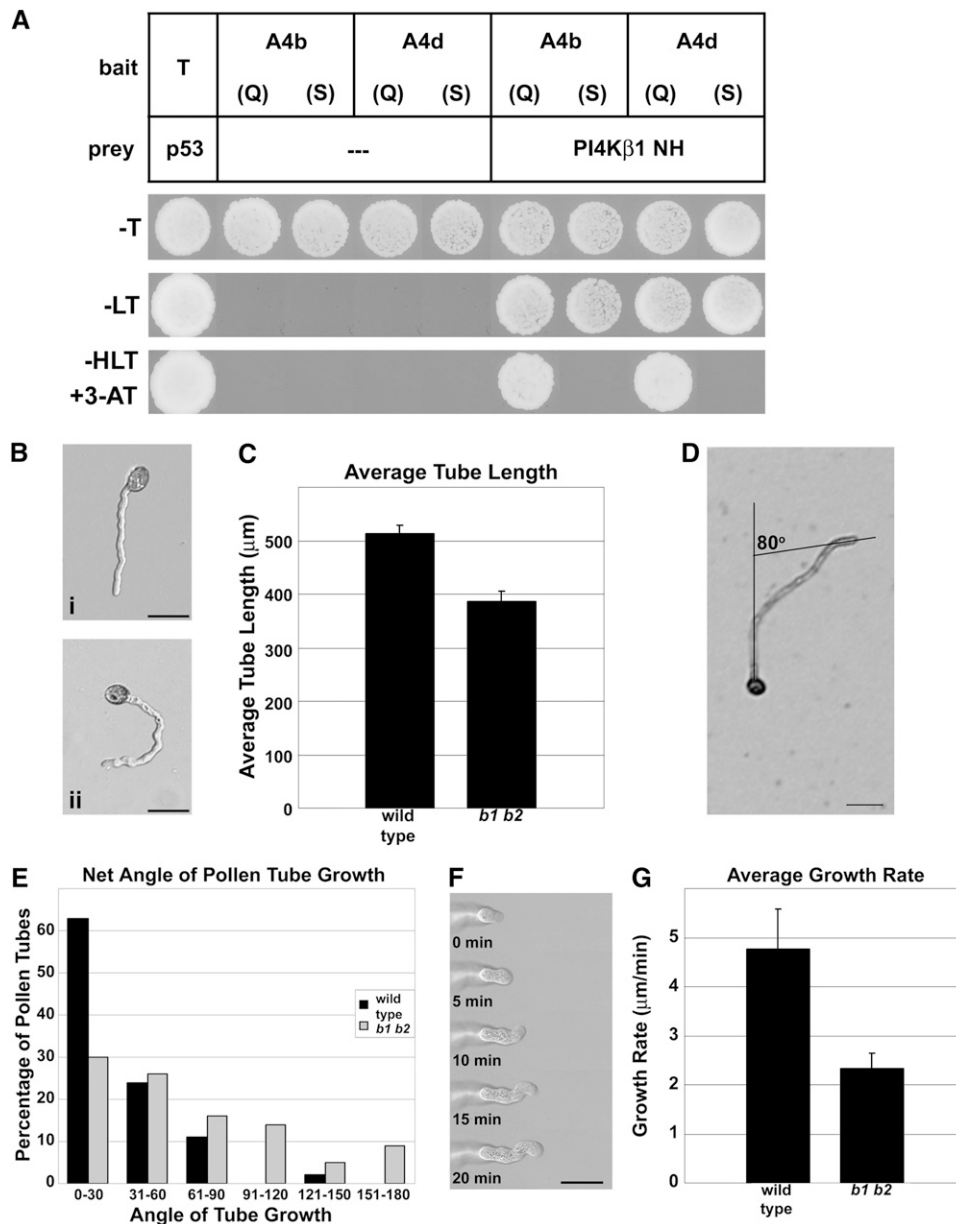 A
bait T A4b A4d A4b A4d
(Q) (S) (Q) (S) (Q) (S) (Q) (S)
prey p53 --- PI4Kβ1 NH
-T
-LT
-HLT
+3-AT
B
i
ii
C
Average Tube Length
Average Tube Length (μm)
500
400
300
200
100
0
wild
type
b1 b2
D
80°
E
Net Angle of Pollen Tube Growth
Percentage of Pollen Tubes
60
50
40
30
20
10
0
wild
type
b1 b2
0-30 31-60 61-90 91-120 121-150 151-180
Angle of Tube Growth
F
0 min
5 min
10 min
15 min
20 min
G
Average Growth Rate
Growth Rate (μm/min)
5
4
3
2
1
0
wild
type
b1 b2